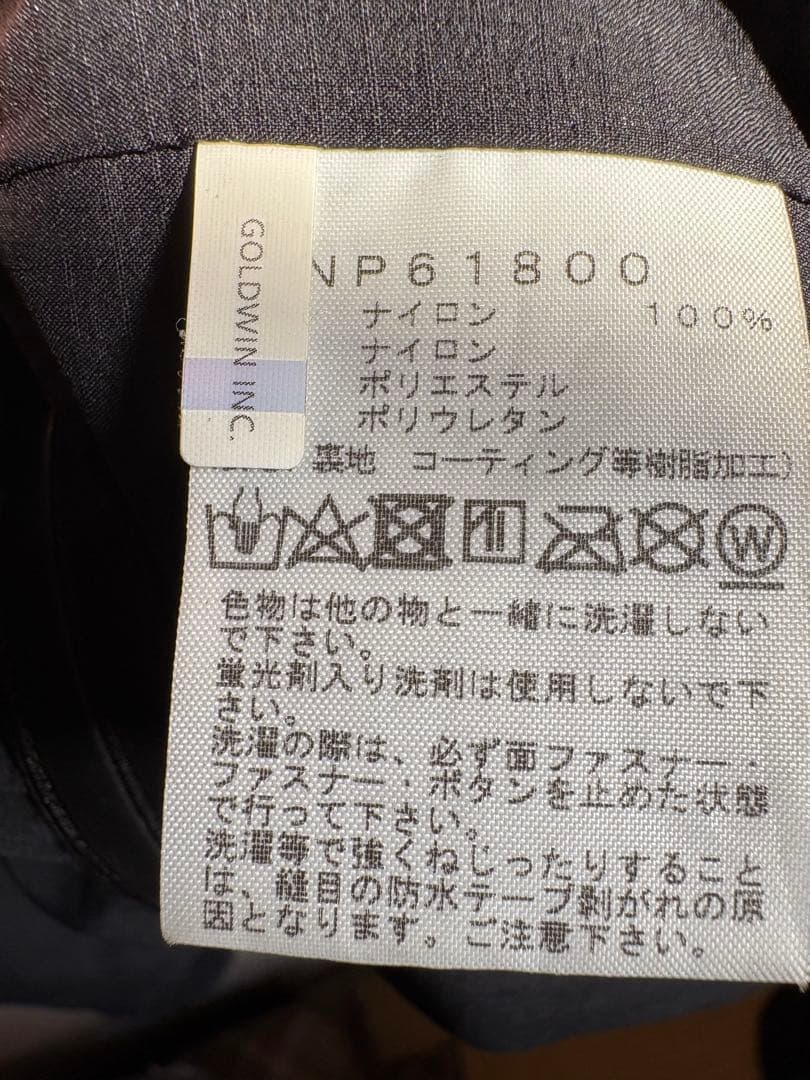 GOLDWIN INC.
NP61800
ナイロン 100%
ナイロン
ポリエステル
ポリウレタン
裏地 コーティング等樹脂加工)
W
色物は他の物と一緒に洗濯しない
で下さい。
蛍光剤入り洗剤は使用しないで下
さい。
洗濯の際は、必ず面ファスナー・
ファスナー・ボタンを止めた状態
で行って下さい。
洗濯等で強くねじったりすること
は、縫目の防水テープ剥がれの原
因となります。ご注意下さい。